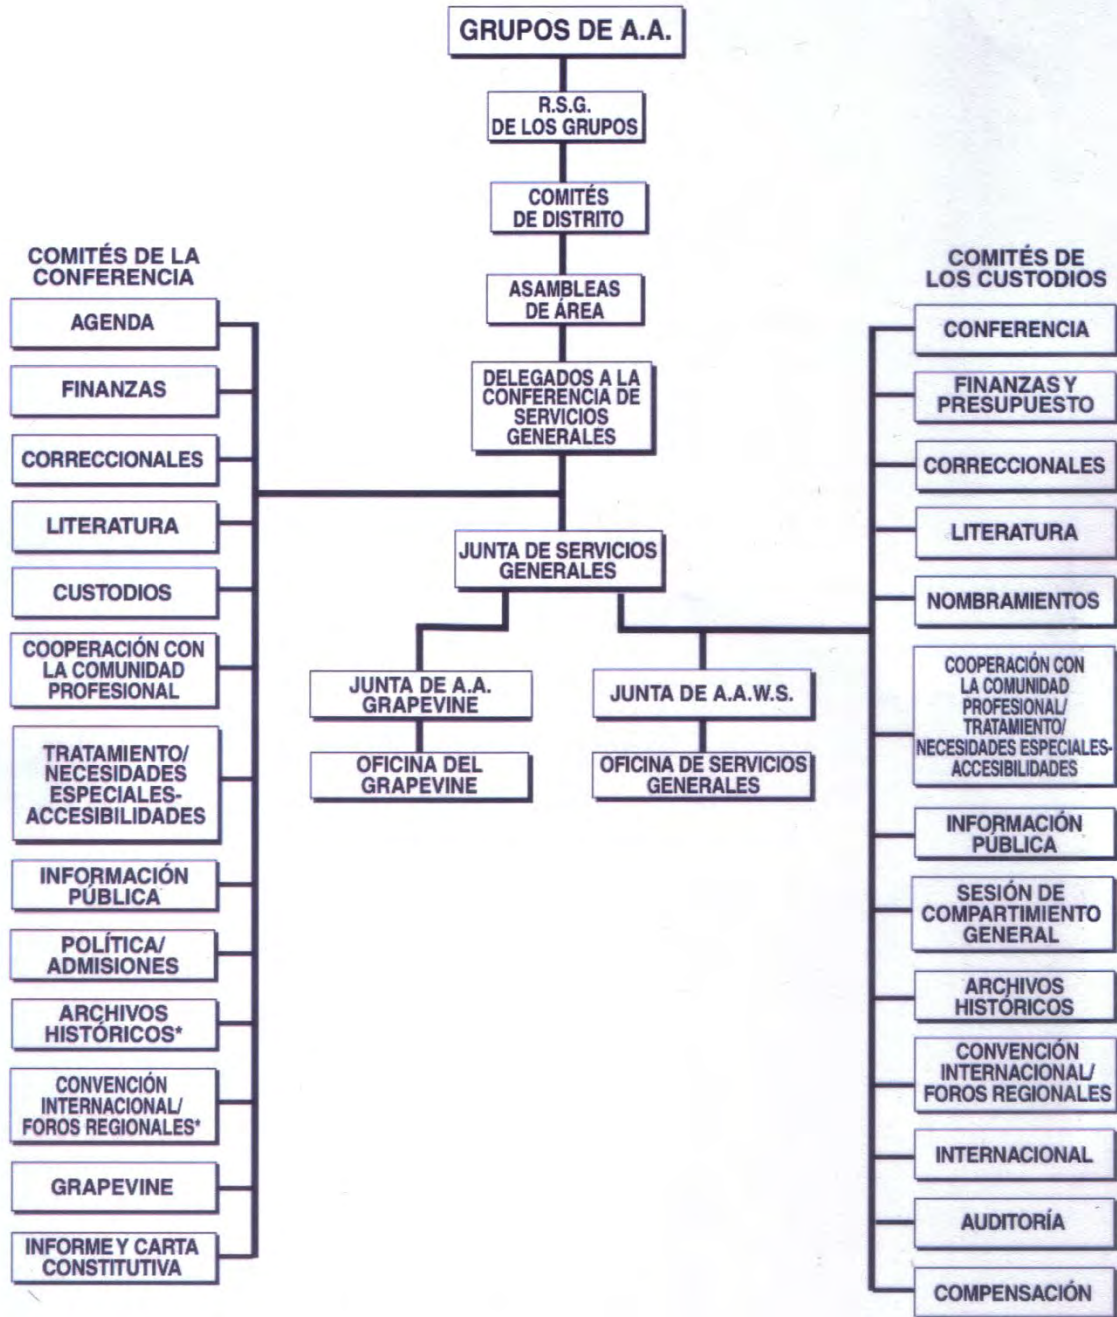 GRUPOS DE A.A.
R.S.G.
DE LOS GRUPOS
COMITÉS
DE DISTRITO
ASAMBLEAS
DE ÁREA
DELEGADOS A LA
CONFERENCIA DE
SERVICIOS
GENERALES
JUNTA DE SERVICIOS
GENERALES
JUNTA DE A.A.
GRAPEVINE
OFICINA DEL
GRAPEVINE
JUNTA DE A.A.W.S.
OFICINA DE SERVICIOS
GENERALES
COMITÉS DE LA
CONFERENCIA
AGENDA
FINANZAS
CORRECCIONALES
LITERATURA
CUSTODIOS
COOPERACIÓN CON
LA COMUNIDAD
PROFESIONAL
TRATAMIENTO/
NECESIDADES
ESPECIALES-
ACCESIBILIDADES
INFORMACIÓN
PÚBLICA
POLÍTICA/
ADMISIONES
ARCHIVOS
HISTÓRICOS*
CONVENCIÓN
INTERNACIONAL/
FOROS REGIONALES*
GRAPEVINE
INFORME Y CARTA
CONSTITUTIVA
COMITÉS DE
LOS CUSTODIOS
CONFERENCIA
FINANZAS Y
PRESUPUESTO
CORRECCIONALES
LITERATURA
NOMBRAMIENTOS
COOPERACIÓN CON
LA COMUNIDAD
PROFESIONAL/
TRATAMIENTO/
NECESIDADES ESPECIALES-
ACCESIBILIDADES
INFORMACIÓN
PÚBLICA
SESIÓN DE
COMPARTIMIENTO
GENERAL
ARCHIVOS
HISTÓRICOS
CONVENCIÓN
INTERNACIONAL/
FOROS REGIONALES
INTERNACIONAL
AUDITORÍA
COMPENSACIÓN